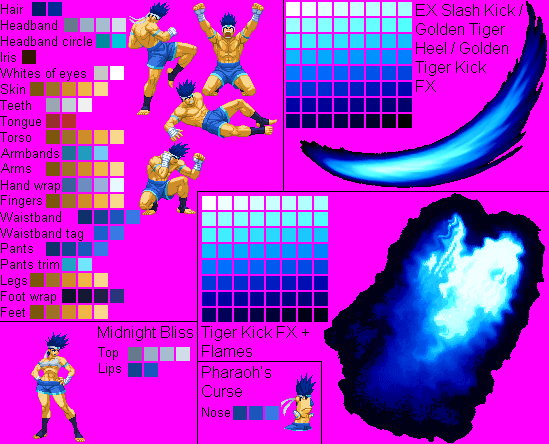 Hair
Headband
Headband circle
Iris
Whites of eyes
Skin
Teeth
Tongue
Torso
Armbands
Arms
Hand wrap
Fingers
Waistband
Waistband tag
Pants
Pants trim
Legs
Foot wrap
Feet
EX Slash Kick /
Golden Tiger
Heel / Golden
Tiger Kick
FX
Midnight Bliss
Top
Lips
Tiger Kick FX +
Flames
Pharaoh's
Curse
Nose